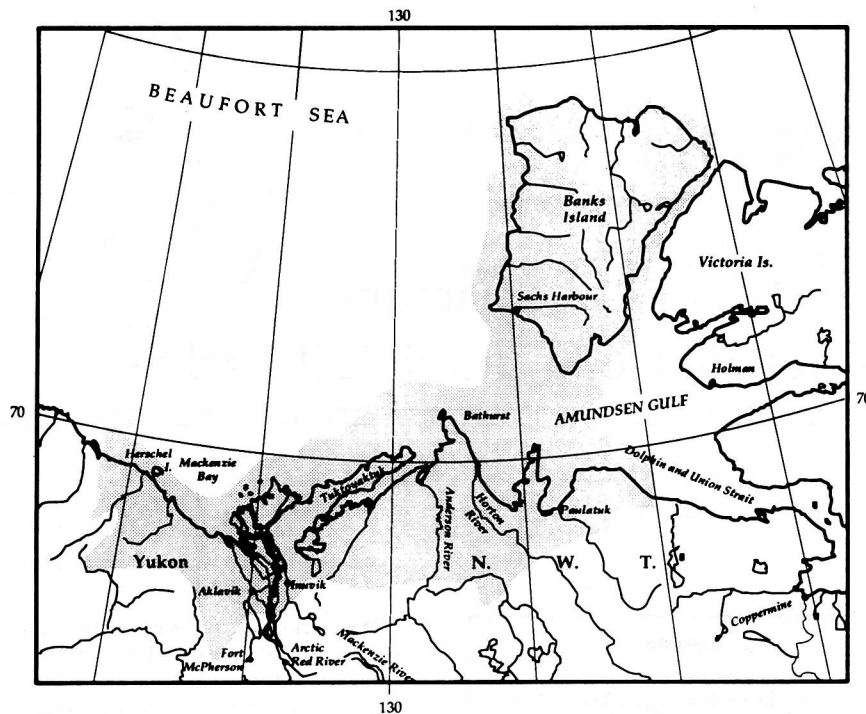 130
BEAUFORT SEA
Banks
Island
Victoria Is.
Sachs Harbour
Holman
70
Bathurst
AMUNDSEN GULF
70
Herschel
I.
Mackenzie
Bay
Tuktoyaktuk
Dolphin and Union Strait
Anderson River
Horton
River
Paulatuk
Yukon
N. W. T.
Aklavik
Inuvik
Coppermine
Fort
McPherson
Arctic
Red River
Mackenzie River
130